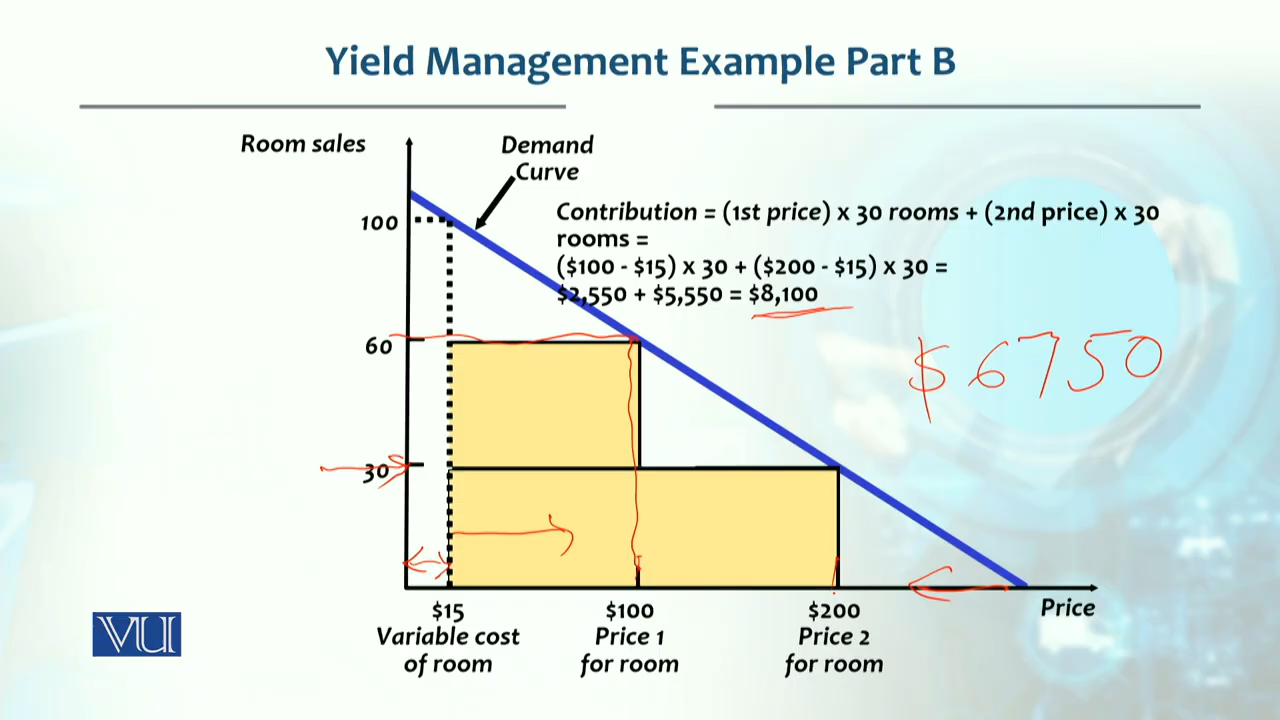 Yield Management Example Part B
Room sales
Demand
Curve
Contribution = (1st price) x 30 rooms + (2nd price) x 30
rooms =
($100 - $15) x 30 + ($200 - $15) x 30 =
$2,550 + $5,550 = $8,100
100
60
30
$ 6750
$15
Variable cost
of room
$100
Price 1
for room
$200
Price 2
for room
Price
VU